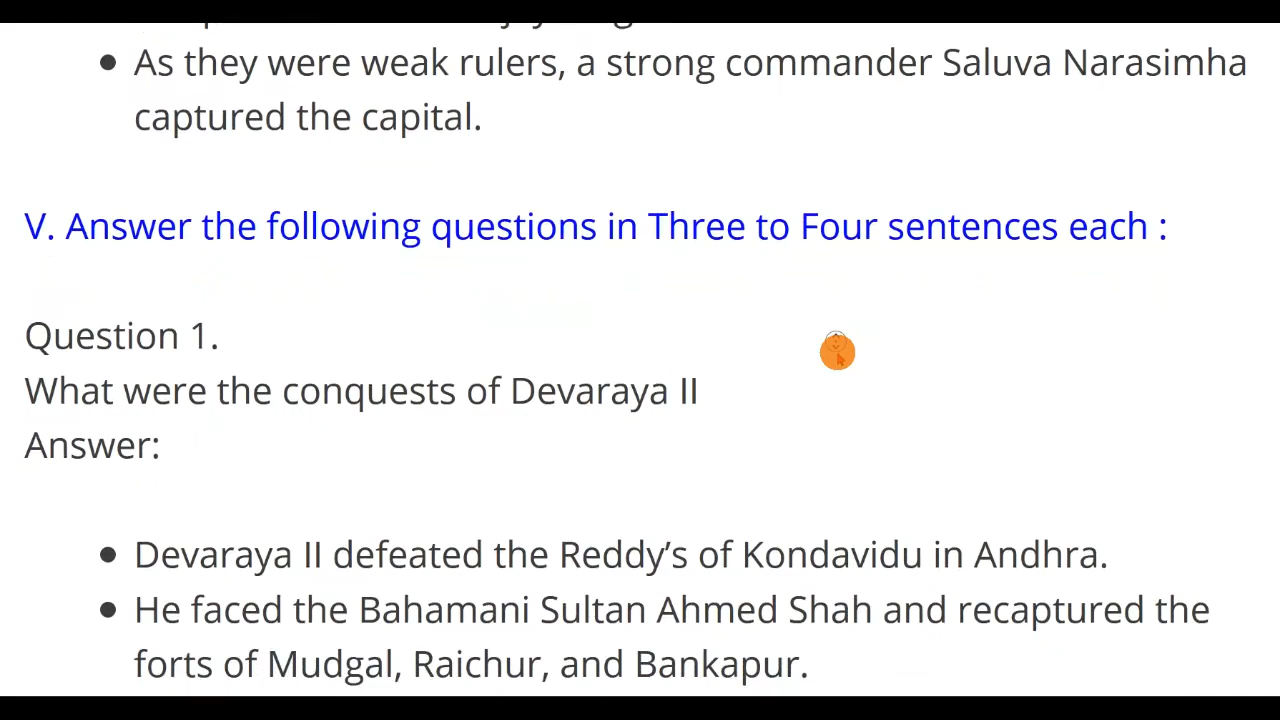 As they were weak rulers, a strong commander Saluva Narasimha
captured the capital.
V. Answer the following questions in Three to Four sentences each :
Question 1.
What were the conquests of Devaraya II
Answer:
Devaraya II defeated the Reddy’s of Kondavidu in Andhra.
He faced the Bahamani Sultan Ahmed Shah and recaptured the
forts of Mudgal, Raichur, and Bankapur.